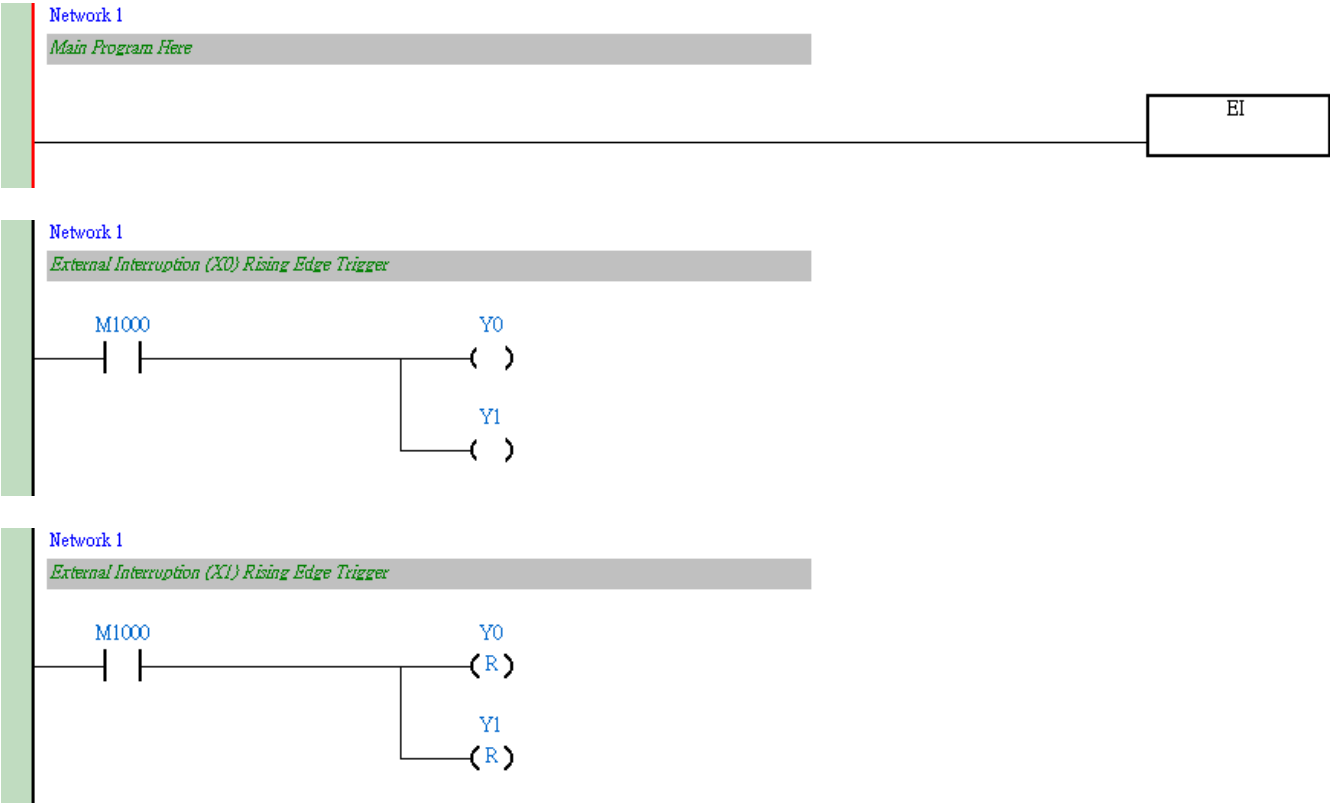 Network 1
Main Program Here
EI
Network 1
External Interruption (X0) Rising Edge Trigger
M1000
Y0
Y1
Network 1
External Interruption (X1) Rising Edge Trigger
M1000
Y0
R
Y1
R